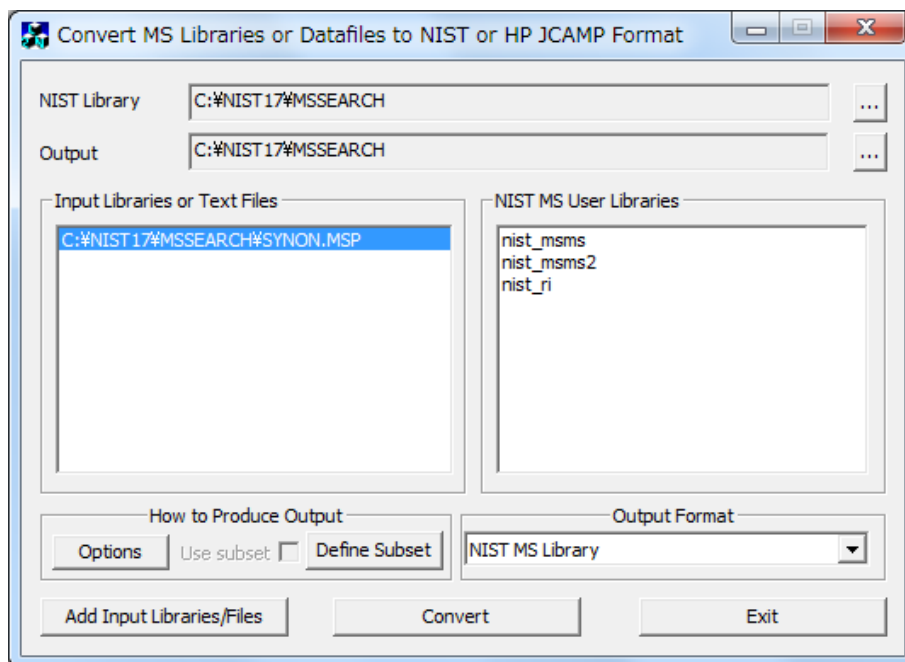 Convert MS Libraries or Datafiles to NIST or HP JCAMP Format
NIST Library C:¥NIST17¥MSSEARCH ...
Output C:¥NIST17¥MSSEARCH ...
Input Libraries or Text Files
C:¥NIST17¥MSSEARCH¥SYNON.MSP
NIST MS User Libraries
nist_msms
nist_msms2
nist_ri
How to Produce Output
Options Use subset Define Subset
Output Format
NIST MS Library
Add Input Libraries/Files Convert Exit